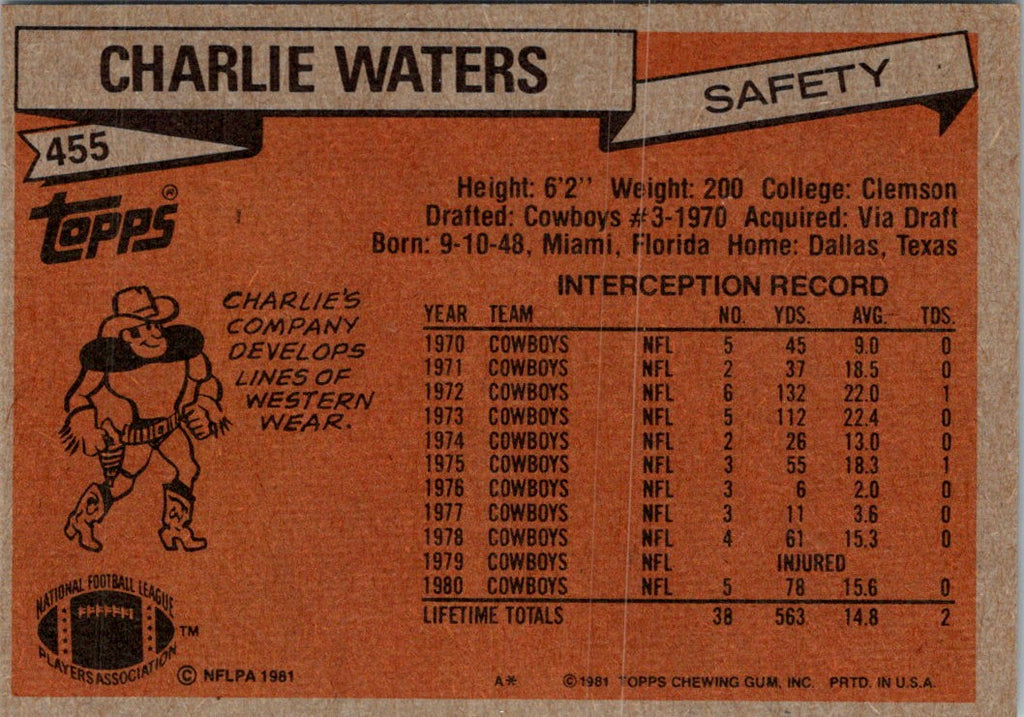 CHARLIE WATERS
SAFETY
455
TOPPS®
Height: 6'2" Weight: 200 College: Clemson
Drafted: Cowboys #3-1970 Acquired: Via Draft
Born: 9-10-48, Miami, Florida Home: Dallas, Texas
CHARLIE'S
COMPANY
DEVELOPS
LINES OF
WESTERN
WEAR.
INTERCEPTION RECORD
YEAR TEAM NO. YDS. AVG. TDS.
1970 COWBOYS NFL 5 45 9.0 0
1971 COWBOYS NFL 2 37 18.5 0
1972 COWBOYS NFL 6 132 22.0 1
1973 COWBOYS NFL 5 112 22.4 0
1974 COWBOYS NFL 2 26 13.0 0
1975 COWBOYS NFL 3 55 18.3 1
1976 COWBOYS NFL 3 6 2.0 0
1977 COWBOYS NFL 3 11 3.6 0
1978 COWBOYS NFL 4 61 15.3 0
1979 COWBOYS NFL INJURED
1980 COWBOYS NFL 5 78 15.6 0
LIFETIME TOTALS 38 563 14.8 2
NATIONAL FOOTBALL LEAGUE
PLAYERS ASSOCIATION
TM
© NFLPA 1981
A* ©1981 TOPPS CHEWING GUM, INC. PRTD. IN U.S.A.